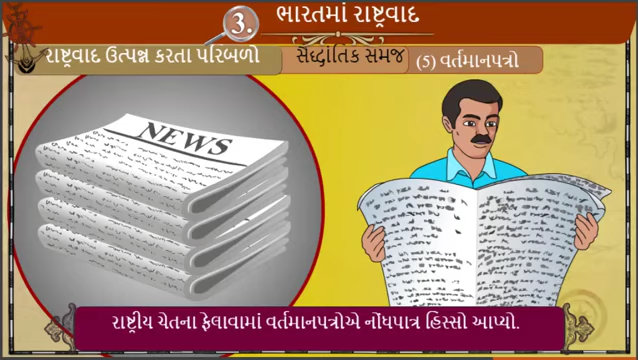 3.
ભારતમાં રાષ્ટ્રવાદ
રાષ્ટ્રવાદ ઉત્પન્ન કરતા પરિબળો
સૈદ્ધાંતિક સમજ
(5) વર્તમાનપત્રો
NEWS
રાષ્ટ્રીય ચેતના ફેલાવામાં વર્તમાનપત્રોએ નોંધપાત્ર હિસ્સો આપ્યો.